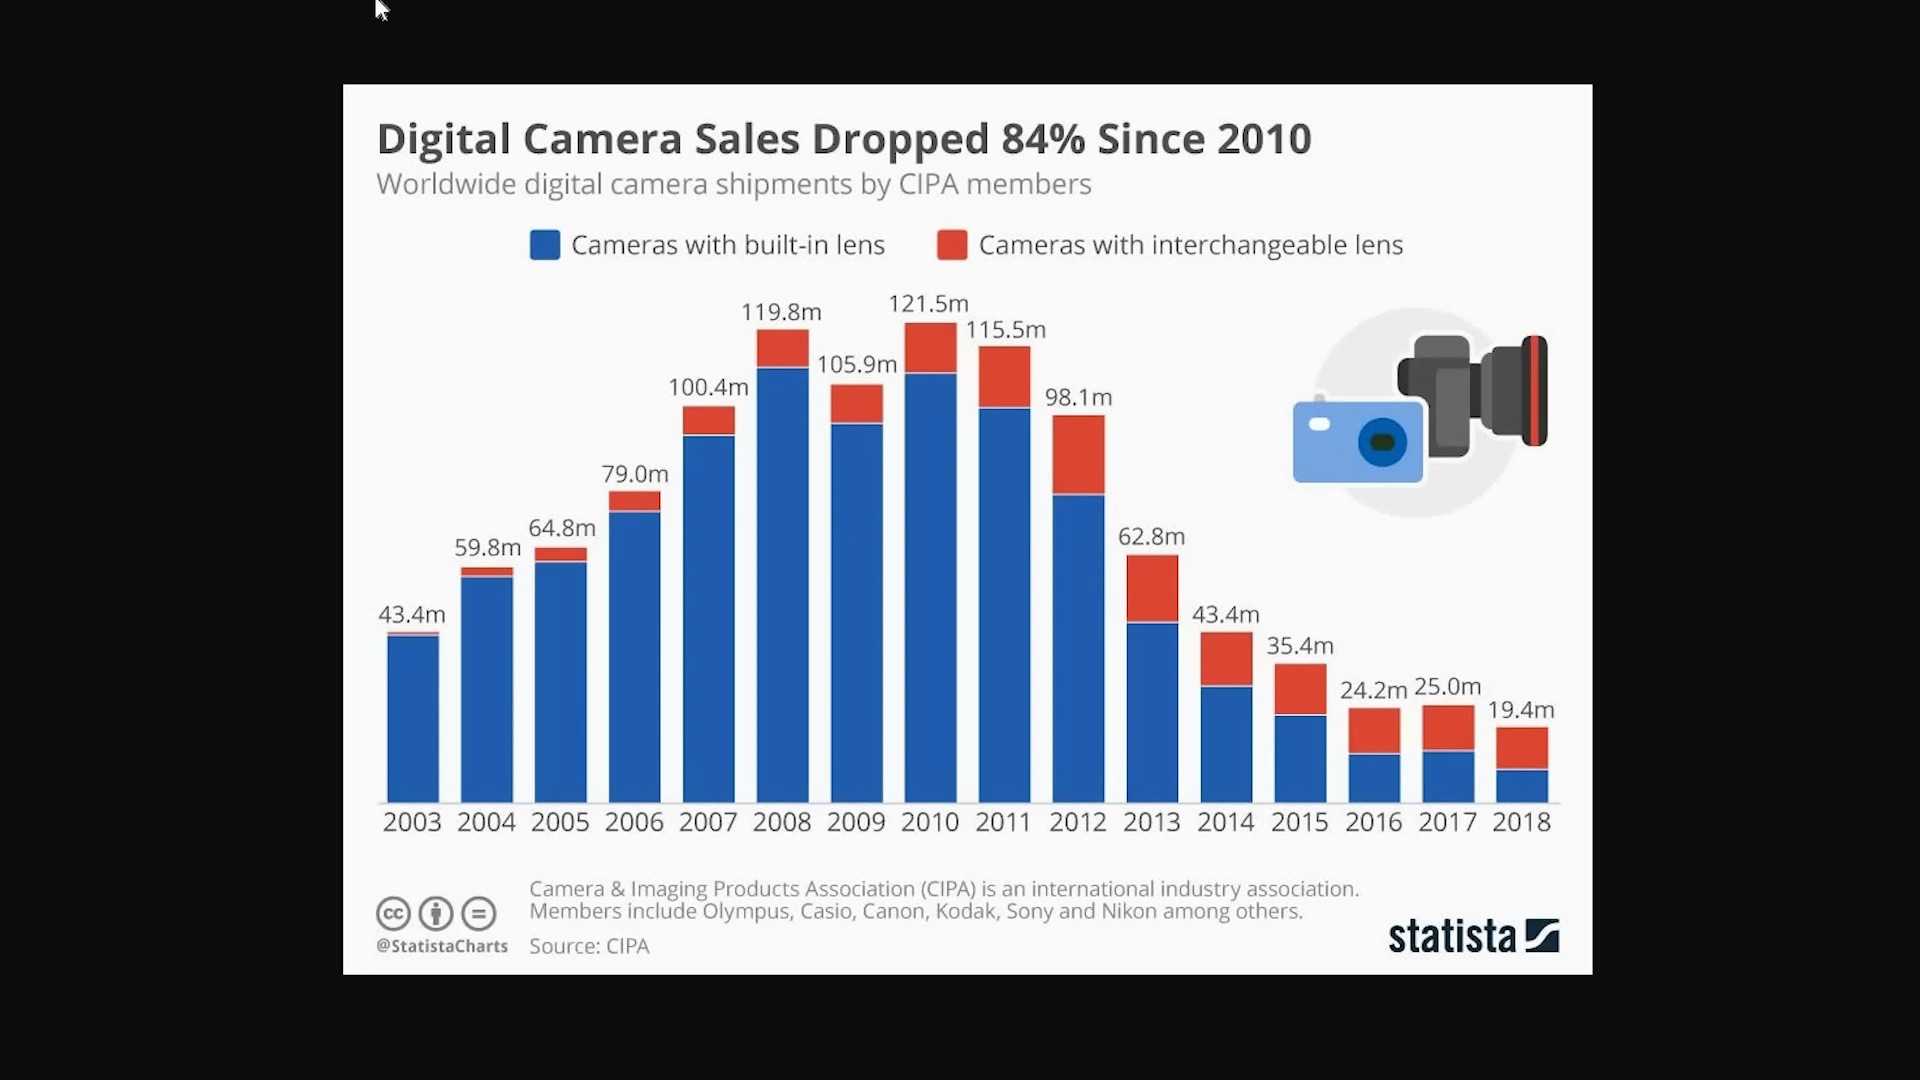 Digital Camera Sales Dropped 84% Since 2010
Worldwide digital camera shipments by CIPA members
Cameras with built-in lens
Cameras with interchangeable lens
43.4m
59.8m
64.8m
79.0m
100.4m
119.8m
105.9m
121.5m
115.5m
98.1m
62.8m
43.4m
35.4m
24.2m
25.0m
19.4m
2003 2004 2005 2006 2007 2008 2009 2010 2011 2012 2013 2014 2015 2016 2017 2018
Camera & Imaging Products Association (CIPA) is an international industry association.
Members include Olympus, Casio, Canon, Kodak, Sony and Nikon among others.
cc
@StatistaCharts
Source: CIPA
statista